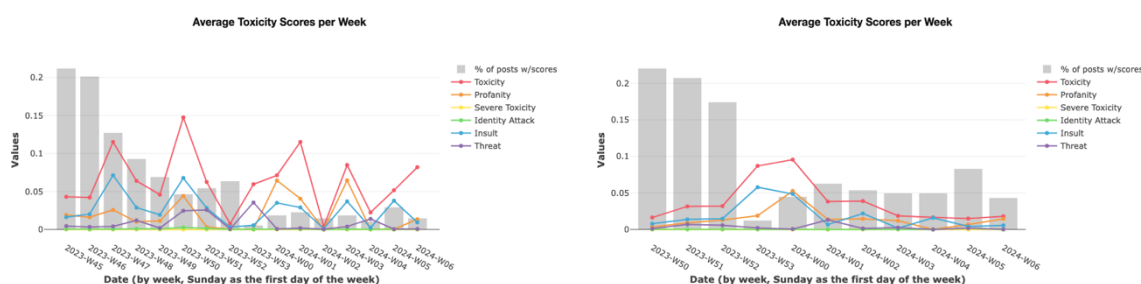 Average Toxicity Scores per Week
0.2
0.15
0.1
0.05
0
Values
2023-W45
2023-W46
2023-W47
2023-W48
2023-W49
2023-W50
2023-W51
2023-W52
2023-W53
2024-W00
2024-W01
2024-W02
2024-W03
2024-W04
2024-W05
2024-W06
Date (by week, Sunday as the first day of the week)
% of posts w/scores
Toxicity
Profanity
Severe Toxicity
Identity Attack
Insult
Threat
Average Toxicity Scores per Week
0.2
0.15
0.1
0.05
0
Values
2023-W50
2023-W51
2023-W52
2023-W53
2024-W00
2024-W01
2024-W02
2024-W03
2024-W04
2024-W05
2024-W06
Date (by week, Sunday as the first day of the week)
% of posts w/scores
Toxicity
Profanity
Severe Toxicity
Identity Attack
Insult
Threat